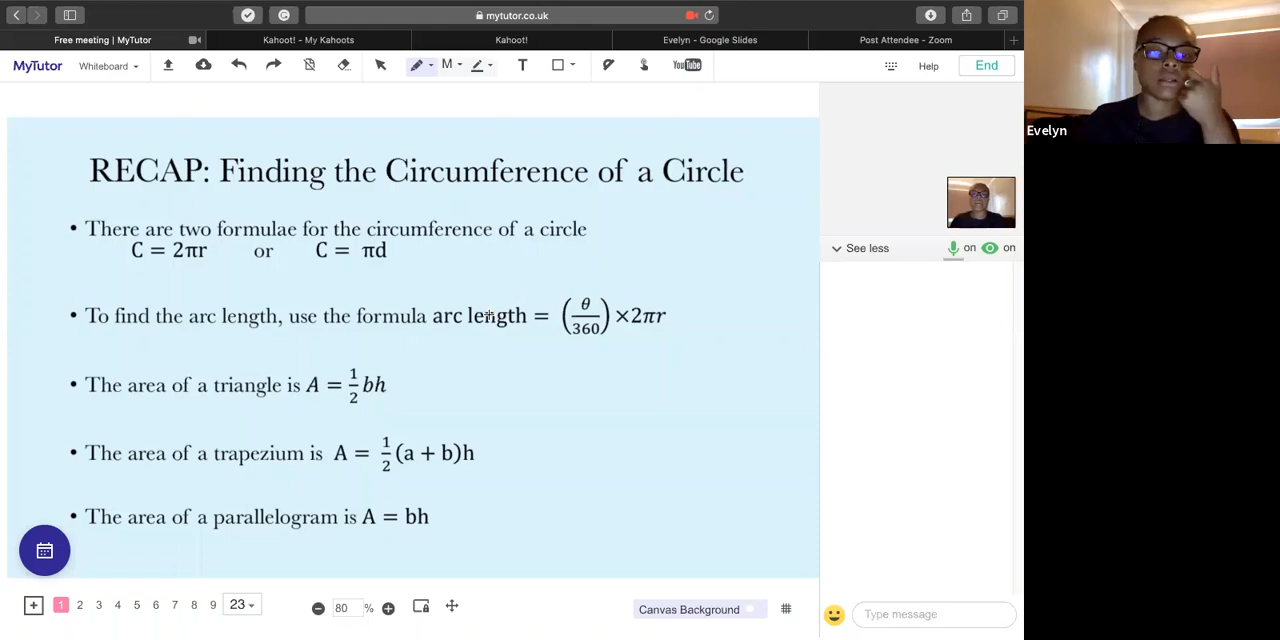 mytutor.co.uk
Free meeting | MyTutor
Kahoot! - My Kahoots
Kahoot!
Evelyn - Google Slides
Post Attendee - Zoom
MyTutor
Whiteboard
M
T
YouTube
Help
End
Evelyn
RECAP: Finding the Circumference of a Circle
• There are two formulae for the circumference of a circle
C = 2πr or C = πd
• To find the arc length, use the formula arc length = (θ/360) ×2πr
• The area of a triangle is A = 1/2 bh
• The area of a trapezium is A = 1/2 (a + b)h
• The area of a parallelogram is A = bh
See less
on
on
1 2 3 4 5 6 7 8 9 23
80 %
Canvas Background
Type message